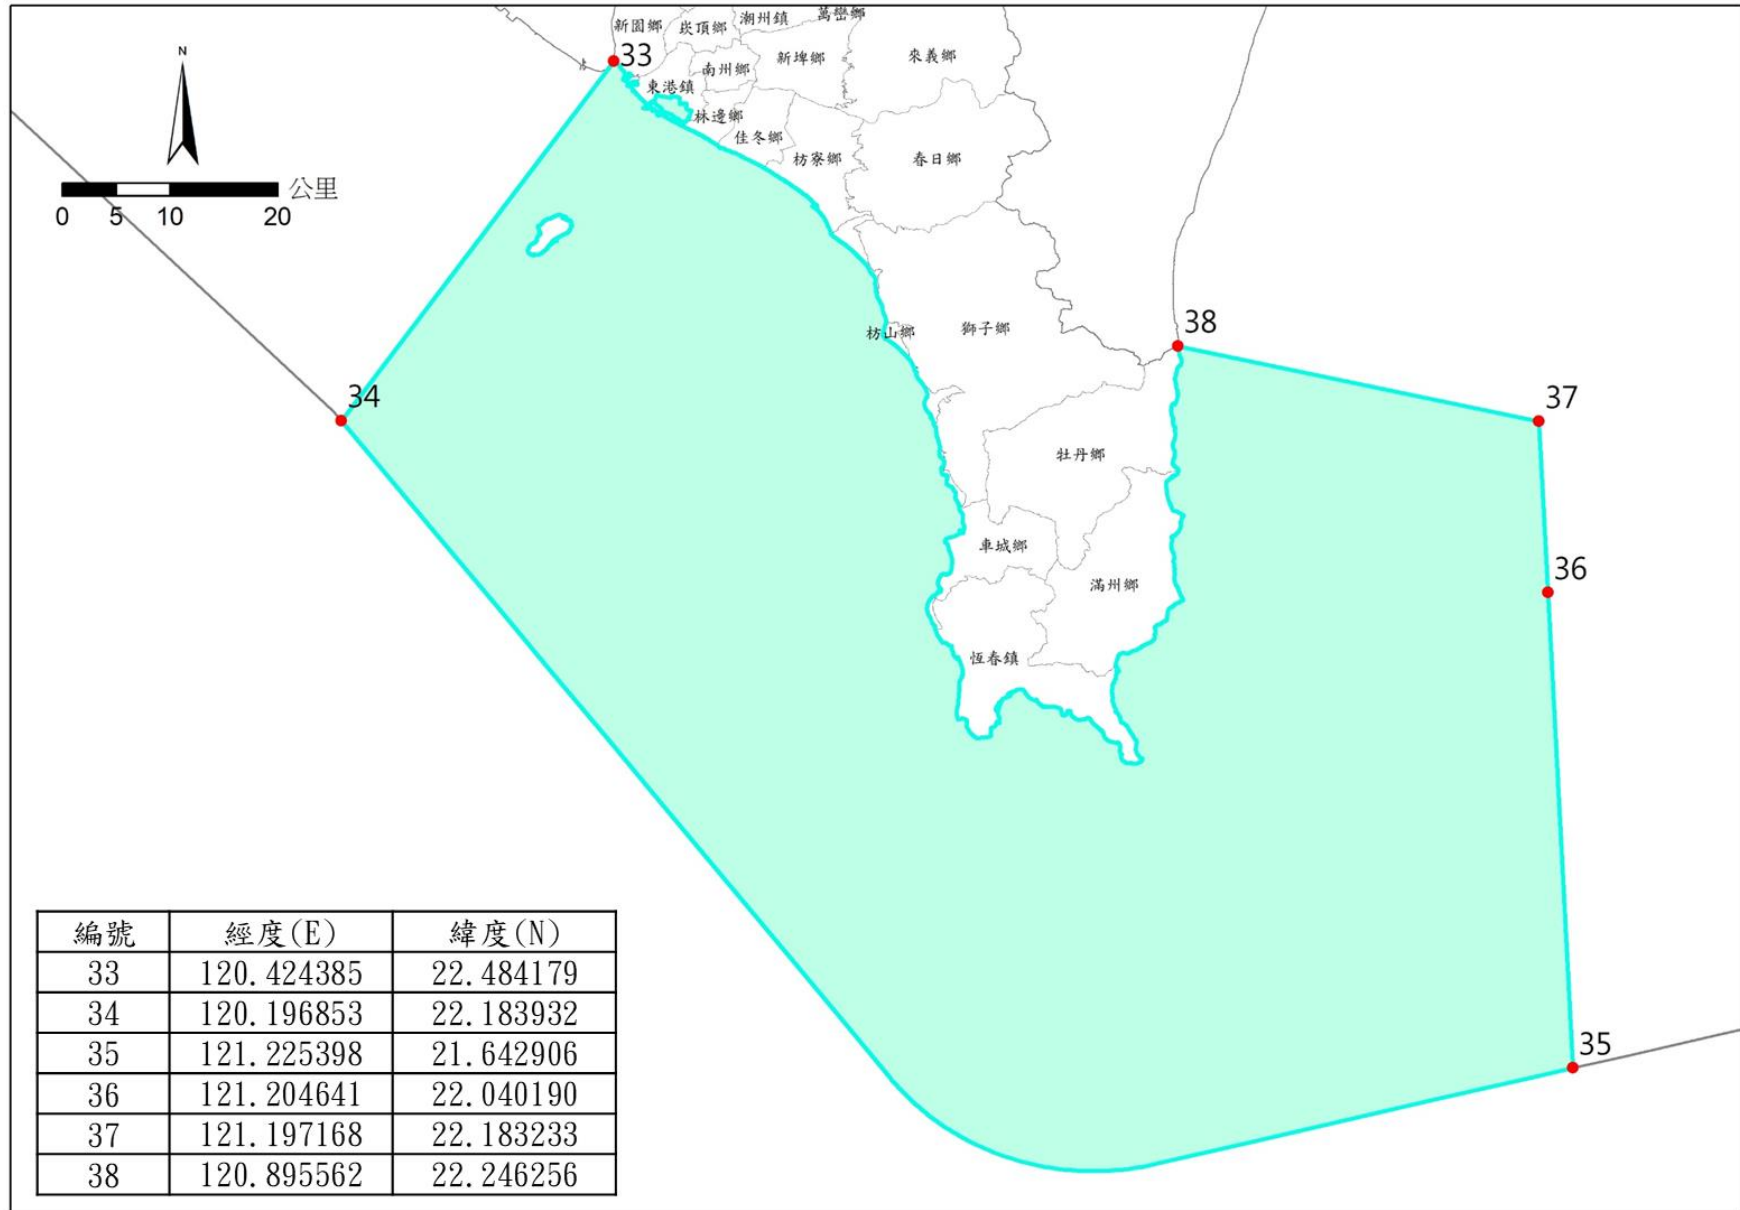 新園鄉
崁頂鄉
潮州鎮
萬巒鄉
N
33
南州鄉
新埤鄉
來義鄉
東港鎮
林邊鄉
佳冬鄉
枋寮鄉
春日鄉
公里
0 5 10 20
枋山鄉
獅子鄉
38
34
37
牡丹鄉
車城鄉
36
滿州鄉
恆春鎮
35
編號 經度(E) 緯度(N)
33 120.424385 22.484179
34 120.196853 22.183932
35 121.225398 21.642906
36 121.204641 22.040190
37 121.197168 22.183233
38 120.895562 22.246256